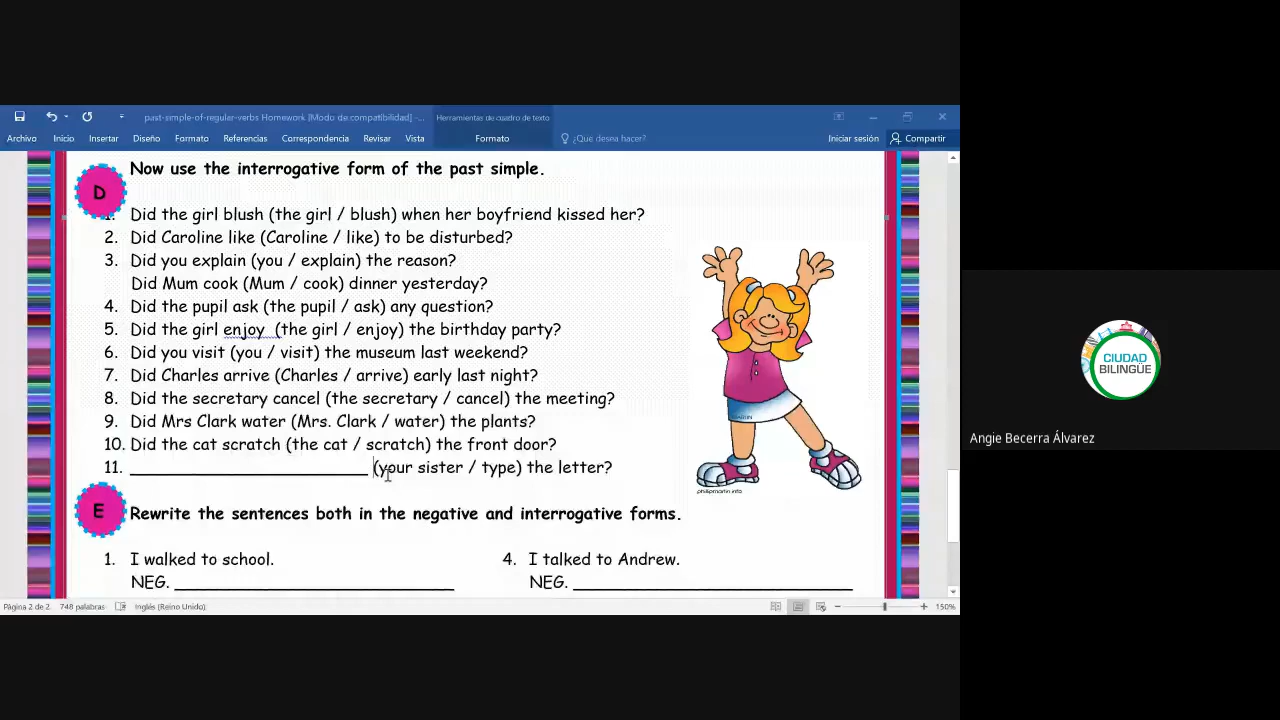 past-simple-of-regular-verbs Homework [Modo de compatibilidad] -...
Herramientas de cuadro de texto
Archivo Inicio Insertar Diseño Formato Referencias Correspondencia Revisar Vista Formato ¿Qué desea hacer? Iniciar sesión Compartir
Now use the interrogative form of the past simple.
D
1. Did the girl blush (the girl / blush) when her boyfriend kissed her?
2. Did Caroline like (Caroline / like) to be disturbed?
3. Did you explain (you / explain) the reason?
Did Mum cook (Mum / cook) dinner yesterday?
4. Did the pupil ask (the pupil / ask) any question?
5. Did the girl enjoy (the girl / enjoy) the birthday party?
6. Did you visit (you / visit) the museum last weekend?
7. Did Charles arrive (Charles / arrive) early last night?
8. Did the secretary cancel (the secretary / cancel) the meeting?
9. Did Mrs Clark water (Mrs. Clark / water) the plants?
10. Did the cat scratch (the cat / scratch) the front door?
11. ____________________ (your sister / type) the letter?
philipmartin.info
E
Rewrite the sentences both in the negative and interrogative forms.
1. I walked to school.
NEG. ____________________
4. I talked to Andrew.
NEG. ____________________
Página 2 de 2 748 palabras Inglés (Reino Unido) 150%
CIUDAD
BILINGÜE
Angie Becerra Álvarez